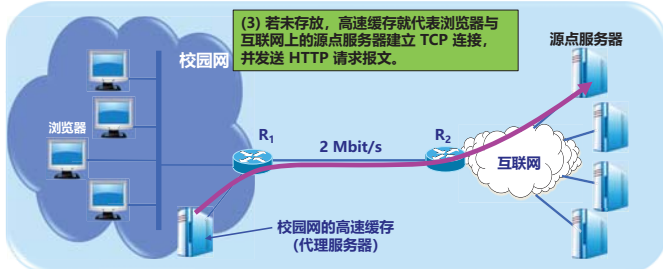 (3) 若未存放，高速缓存就代表浏览器与
互联网上的源点服务器建立 TCP 连接，
并发送 HTTP 请求报文。
源点服务器
校园网
浏览器
R1
2 Mbit/s
R2
互联网
校园网的高速缓存
(代理服务器)